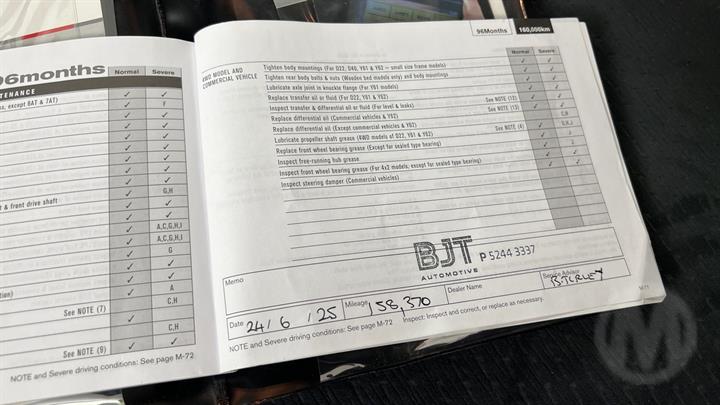 96months
Normal Severe
TENANCE
s, except 8AT & 7AT)
F
G,H
t & front drive shaft
A,C,G,H,I
A,C,G,H,I
G
A
C,H
See NOTE (7)
C,H
See NOTE (9)
NOTE and Severe driving conditions: See page M-72
96Months 160,000km
Normal Severe
4WD MODEL AND
COMMERCIAL VEHICLE
Tighten body mountings (For D22, D40, Y61 & Y62 – small size frame models)
Tighten rear body bolts & nuts (Wooden bed models only) and body mountings
Lubricate axle joint in knuckle flange (For Y61 models)
Replace transfer oil or fluid (For D22, Y61 & Y62)
Inspect transfer & differential oil or fluid (For level & leaks) See NOTE (12)
Replace differential oil (Commercial vehicles & Y62) See NOTE (13) C,H
Replace differential oil (Except commercial vehicles & Y62) G,H,I
Lubricate propeller shaft grease (4WD models of D22, Y61 & Y62) See NOTE (6)
Replace front wheel bearing grease (Except for sealed type bearing)
Inspect free-running hub grease
Inspect front wheel bearing grease (For 4x2 models, except for sealed type bearing)
Inspect steering damper (Commercial vehicles)
BJT P 5244 3337
AUTOMOTIVE
Memo
Date 24/6/25 Mileage 158,370 Dealer Name Service Advisor B.TURLEY
NOTE and Severe driving conditions: See page M-72 Inspect: Inspect and correct, or replace as necessary.
M-71
M